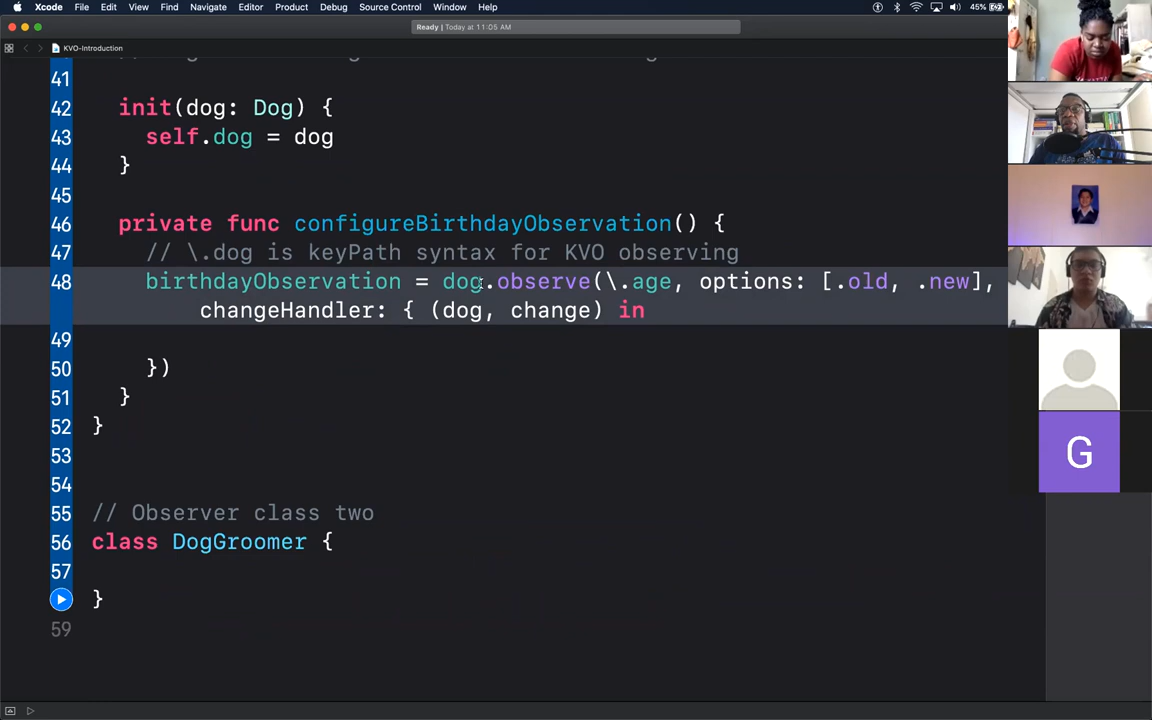 Xcode File Edit View Find Navigate Editor Product Debug Source Control Window Help
45%
Ready | Today at 11:05 AM
KVO-Introduction
41
42 init(dog: Dog) {
43 self.dog = dog
44 }
45
46 private func configureBirthdayObservation() {
47 // \.dog is keyPath syntax for KVO observing
48 birthdayObservation = dog.observe(\.age, options: [.old, .new],
changeHandler: { (dog, change) in
49
50 })
51 }
52 }
53
54
55 // Observer class two
56 class DogGroomer {
57
}
59
G